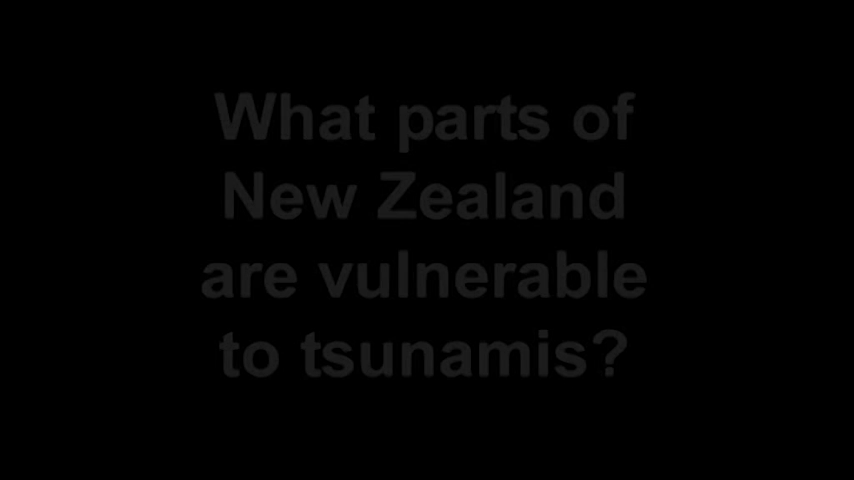 What parts of
New Zealand
are vulnerable
to tsunamis?